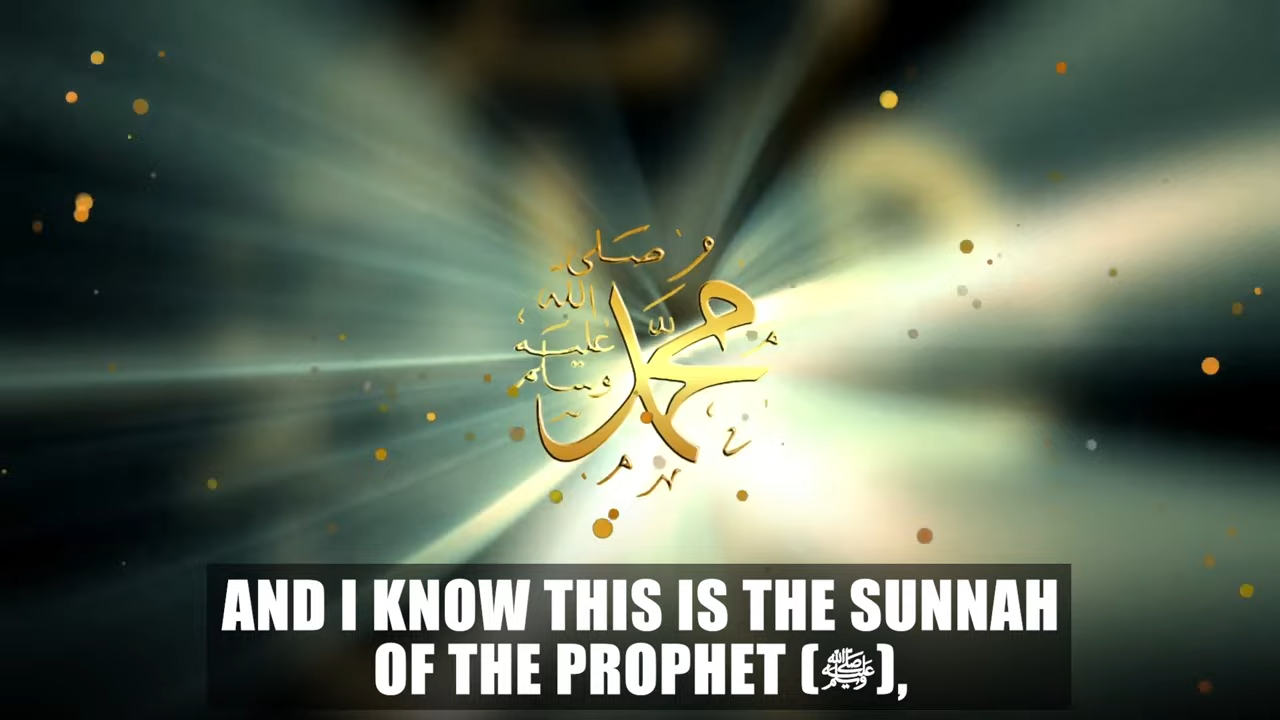 صلى
الله
عليه
وسلم
محمد
AND I KNOW THIS IS THE SUNNAH
OF THE PROPHET (ﷺ),